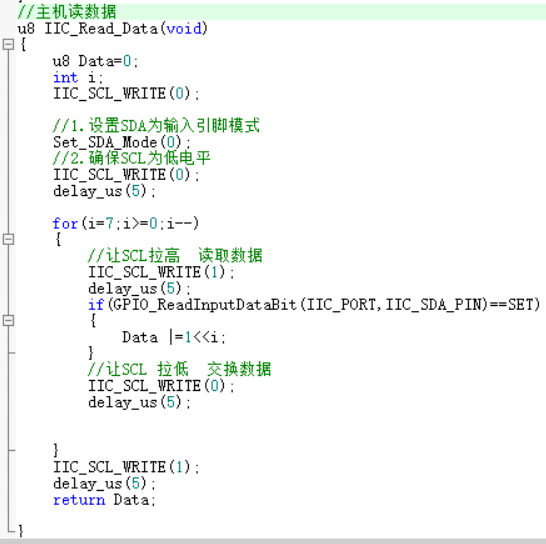 //主机读数据
u8 IIC_Read_Data(void)
{
u8 Data=0;
int i;
IIC_SCL_WRITE(0);
//1.设置SDA为输入引脚模式
Set_SDA_Mode(0);
//2.确保SCL为低电平
IIC_SCL_WRITE(0);
delay_us(5);
for(i=7;i>=0;i--)
{
//让SCL拉高 读取数据
IIC_SCL_WRITE(1);
delay_us(5);
if(GPIO_ReadInputDataBit(IIC_PORT,IIC_SDA_PIN)==SET)
{
Data |=1<<i;
}
//让SCL 拉低 交换数据
IIC_SCL_WRITE(0);
delay_us(5);
}
IIC_SCL_WRITE(1);
delay_us(5);
return Data;
}